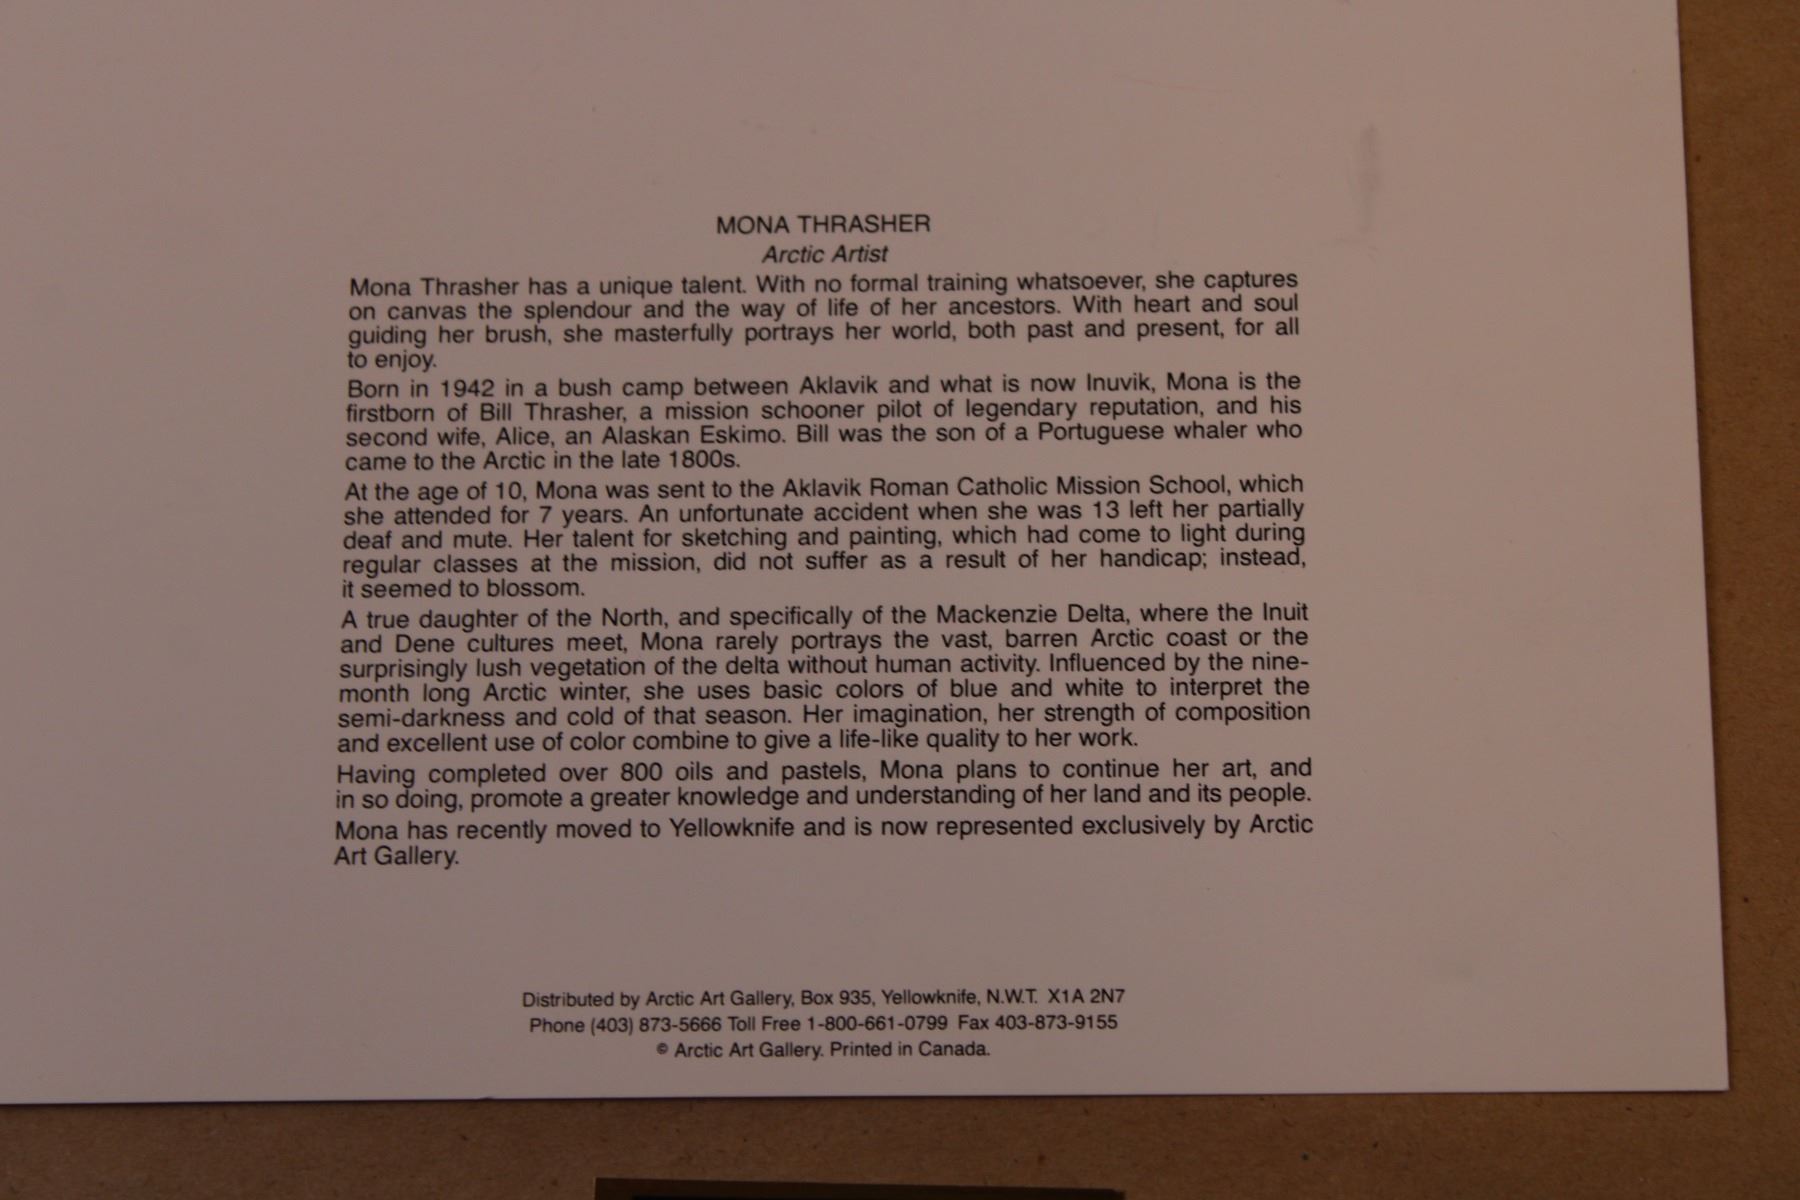 MONA THRASHER
Arctic Artist
Mona Thrasher has a unique talent. With no formal training whatsoever, she captures
on canvas the splendour and the way of life of her ancestors. With heart and soul
guiding her brush, she masterfully portrays her world, both past and present, for all
to enjoy.
Born in 1942 in a bush camp between Aklavik and what is now Inuvik, Mona is the
firstborn of Bill Thrasher, a mission schooner pilot of legendary reputation, and his
second wife, Alice, an Alaskan Eskimo. Bill was the son of a Portuguese whaler who
came to the Arctic in the late 1800s.
At the age of 10, Mona was sent to the Aklavik Roman Catholic Mission School, which
she attended for 7 years. An unfortunate accident when she was 13 left her partially
deaf and mute. Her talent for sketching and painting, which had come to light during
regular classes at the mission, did not suffer as a result of her handicap; instead,
it seemed to blossom.
A true daughter of the North, and specifically of the Mackenzie Delta, where the Inuit
and Dene cultures meet, Mona rarely portrays the vast, barren Arctic coast or the
surprisingly lush vegetation of the delta without human activity. Influenced by the nine-
month long Arctic winter, she uses basic colors of blue and white to interpret the
semi-darkness and cold of that season. Her imagination, her strength of composition
and excellent use of color combine to give a life-like quality to her work.
Having completed over 800 oils and pastels, Mona plans to continue her art, and
in so doing, promote a greater knowledge and understanding of her land and its people.
Mona has recently moved to Yellowknife and is now represented exclusively by Arctic
Art Gallery.
Distributed by Arctic Art Gallery, Box 935, Yellowknife, N.W.T. X1A 2N7
Phone (403) 873-5666 Toll Free 1-800-661-0799 Fax 403-873-9155
© Arctic Art Gallery. Printed in Canada.